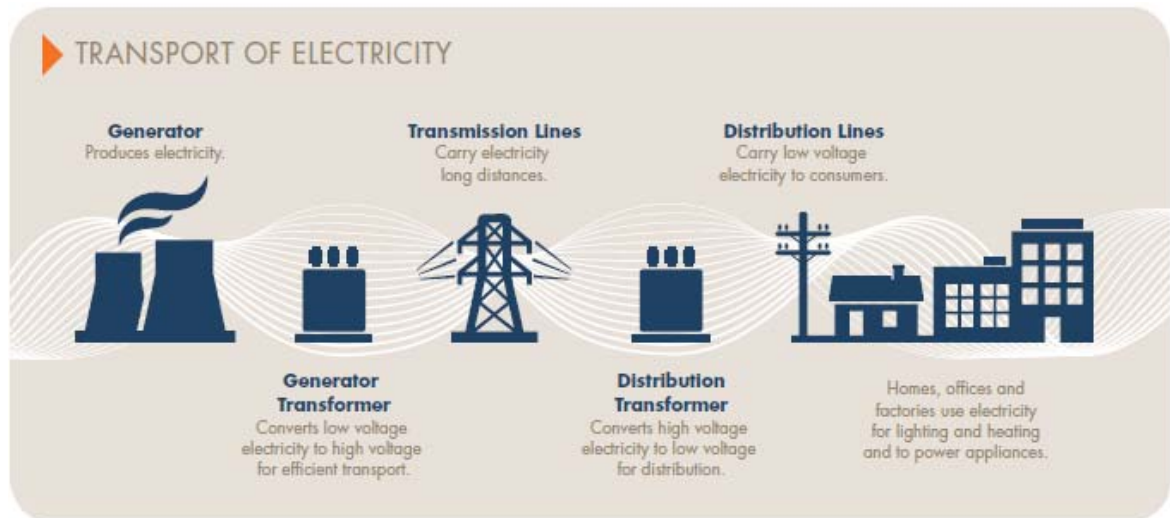 TRANSPORT OF ELECTRICITY
Generator
Produces electricity.
Transmission Lines
Carry electricity
long distances.
Distribution Lines
Carry low voltage
electricity to consumers.
Generator
Transformer
Converts low voltage
electricity to high voltage
for efficient transport.
Distribution
Transformer
Converts high voltage
electricity to low voltage
for distribution.
Homes, offices and
factories use electricity
for lighting and heating
and to power appliances.